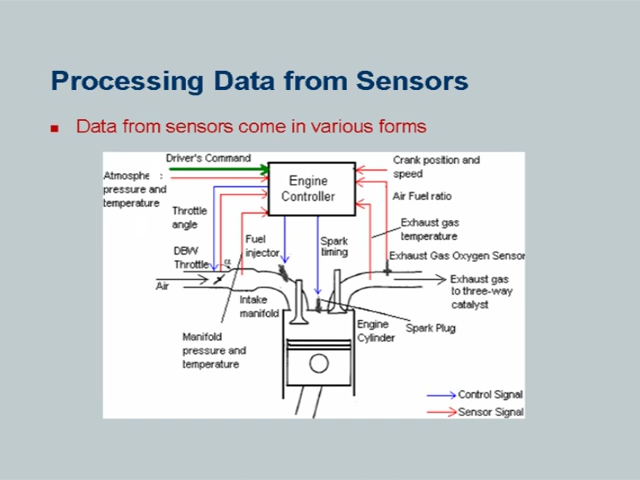 Processing Data from Sensors
Data from sensors come in various forms
Driver's Command
Atmosphe :
pressure and
temperature
Engine
Controller
Crank position and
speed
Air Fuel ratio
Throttle
angle
Fuel
injector
Spark
timing
Exhaust gas
temperature
DBW
Throttle
α
Exhaust Gas Oxygen Sensor
Air
Exhaust gas
to three-way
catalyst
Intake
manifold
Engine
Cylinder
Spark Plug
Manifold
pressure and
temperature
Control Signal
Sensor Signal